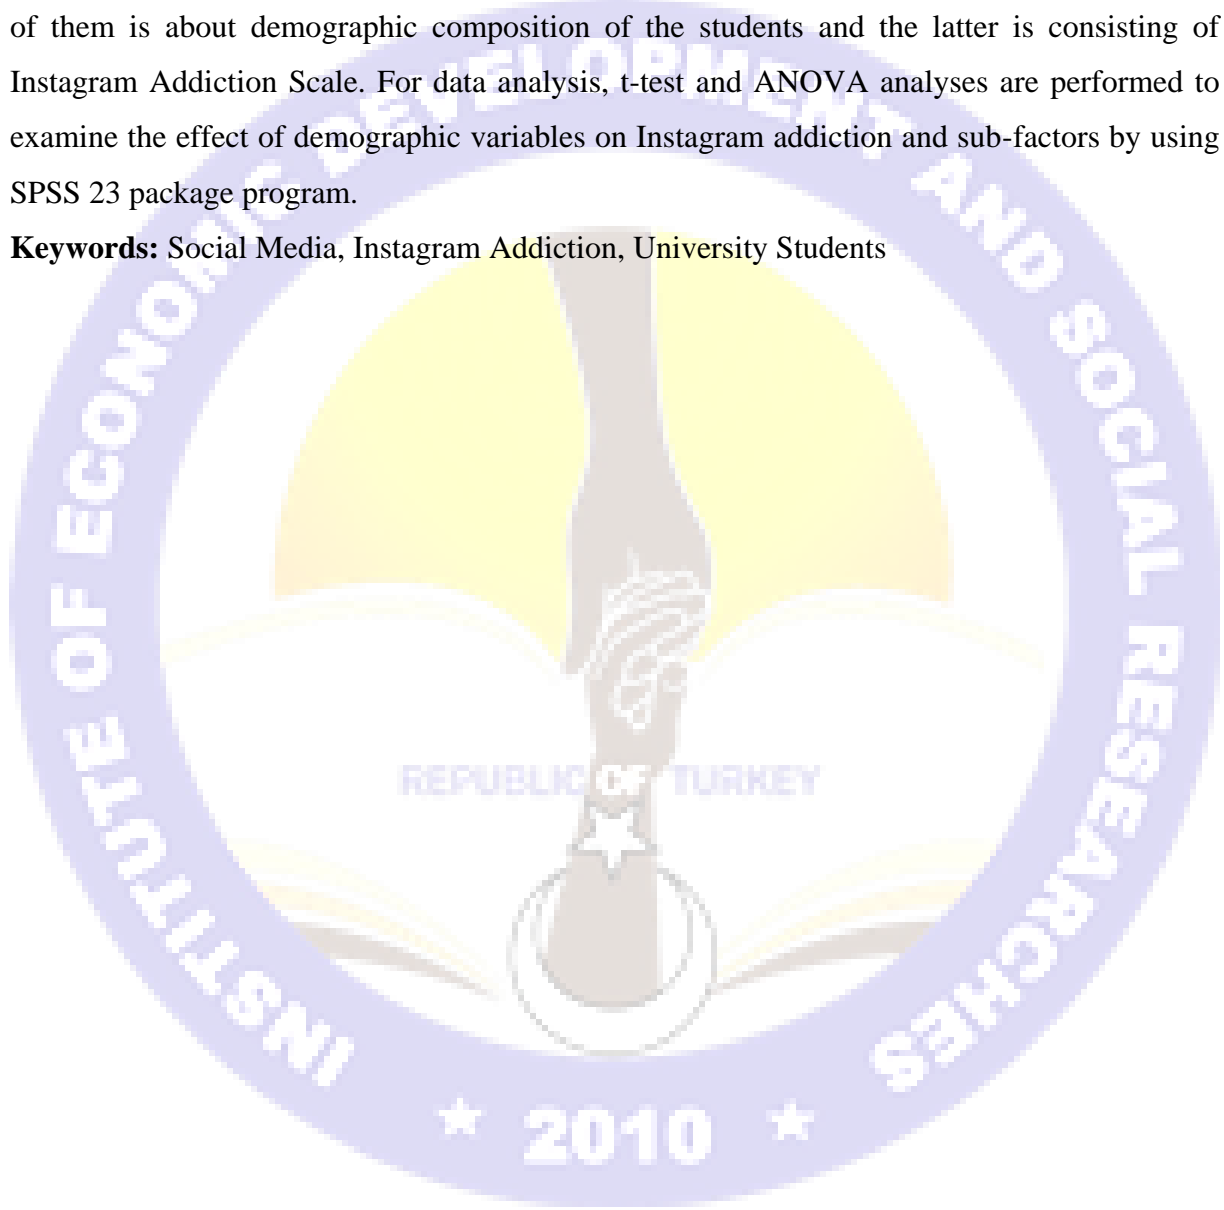 of them is about demographic composition of the students and the latter is consisting of
Instagram Addiction Scale. For data analysis, t-test and ANOVA analyses are performed to
examine the effect of demographic variables on Instagram addiction and sub-factors by using
SPSS 23 package program.
Keywords: Social Media, Instagram Addiction, University Students
INSTITUTE OF ECONOMIC DEVELOPMENT AND SOCIAL RESEARCHES
REPUBLIC OF TURKEY
★ 2010 ★